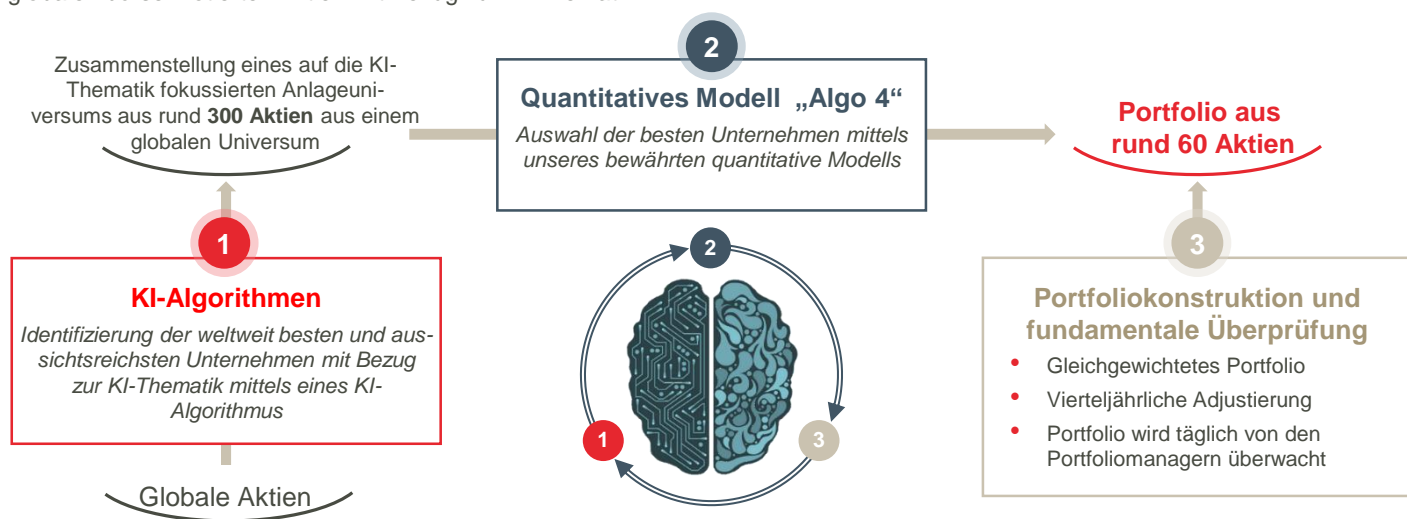 Zusammenstellung eines auf die KI-
Thematik fokussierten Anlageuni-
versums aus rund 300 Aktien aus einem
globalen Universum
2
Quantitatives Modell „Algo 4“
Auswahl der besten Unternehmen mittels
unseres bewährten quantitative Modells
Portfolio aus
rund 60 Aktien
1
KI-Algorithmen
Identifizierung der weltweit besten und aus-
sichtsreichsten Unternehmen mit Bezug
zur KI-Thematik mittels eines KI-
Algorithmus
Globale Aktien
2
1
3
3
Portfoliokonstruktion und
fundamentale Überprüfung
• Gleichgewichtetes Portfolio
• Vierteljährliche Adjustierung
• Portfolio wird täglich von den
Portfoliomanagern überwacht